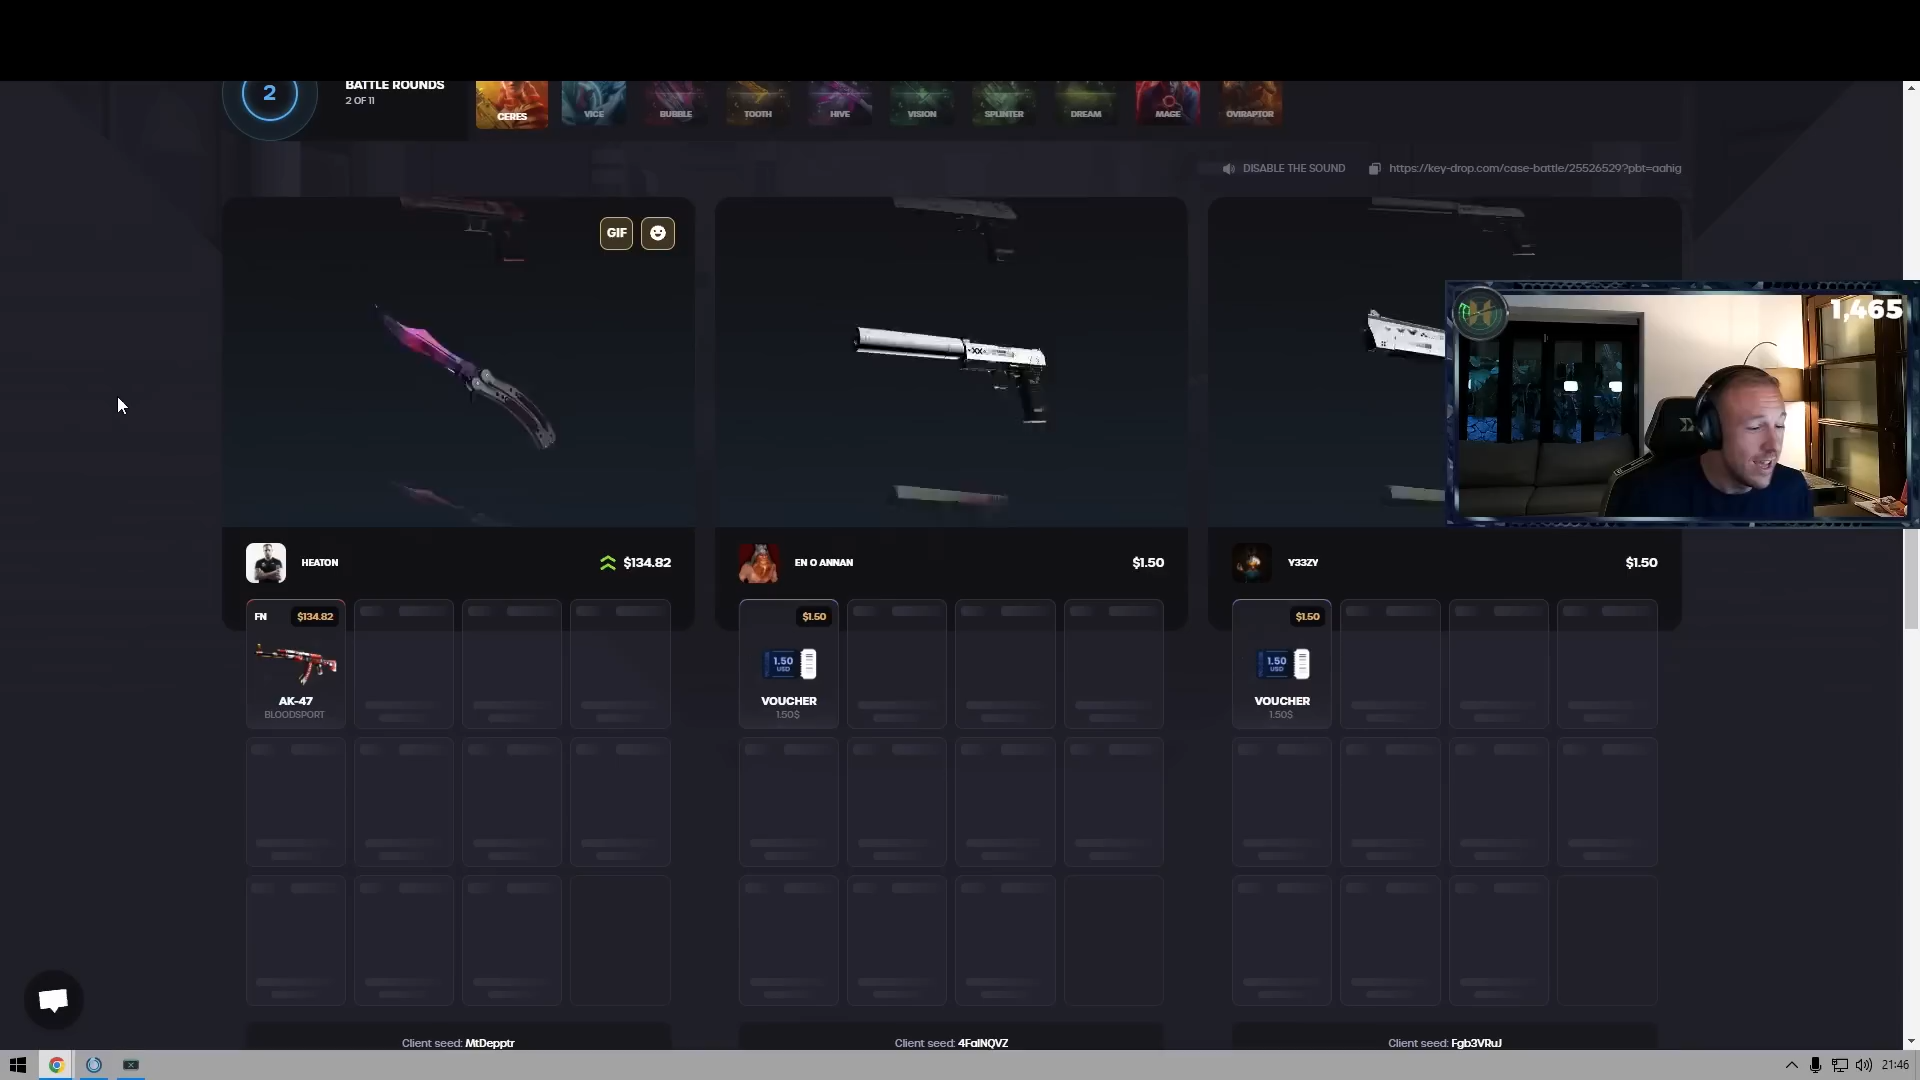 2
BATTLE ROUNDS
2 OF 11
CERES
VICE
BUBBLE
TOOTH
HIVE
VISION
SPLINTER
DREAM
MAGE
OVIRAPTOR
DISABLE THE SOUND
https://key-drop.com/case-battle/25526529?pbt=aahig
GIF
1,465
HEATON
$134.82
EN O ANNAN
$1.50
Y33ZY
$1.50
FN
$134.82
AK-47
BLOODSPORT
$1.50
1.50
USD
VOUCHER
1.50$
$1.50
1.50
USD
VOUCHER
1.50$
Client seed: MtDepptr
Client seed: 4FaINQVZ
Client seed: Fgb3VRuJ
21:46